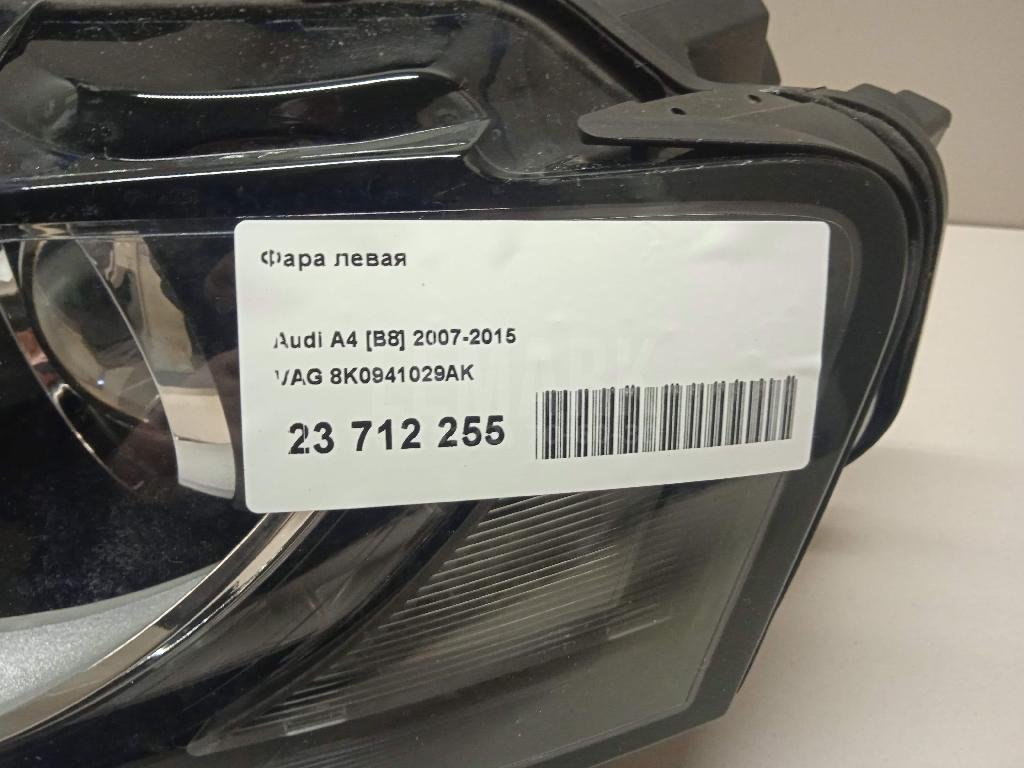 Фара левая
Audi A4 [B8] 2007-2015
VAG 8K0941029AK
23 712 255